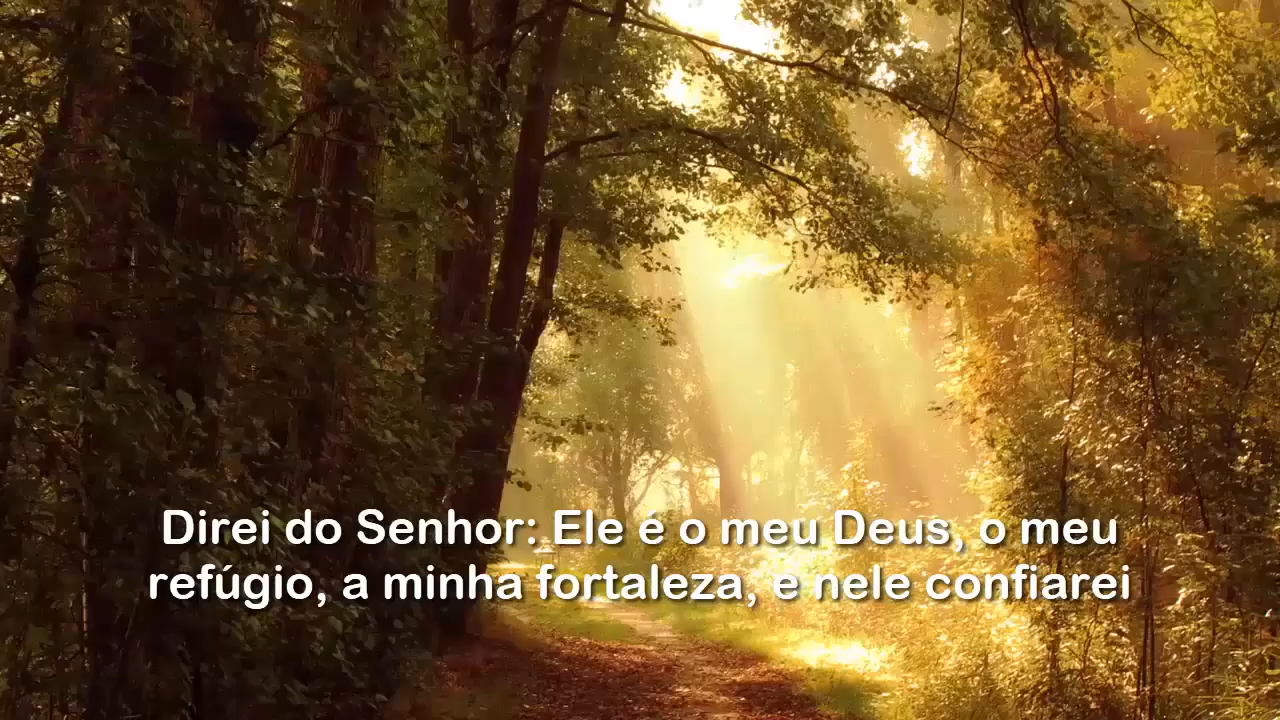 Direi do Senhor: Ele é o meu Deus, o meu
refúgio, a minha fortaleza, e nele confiarei